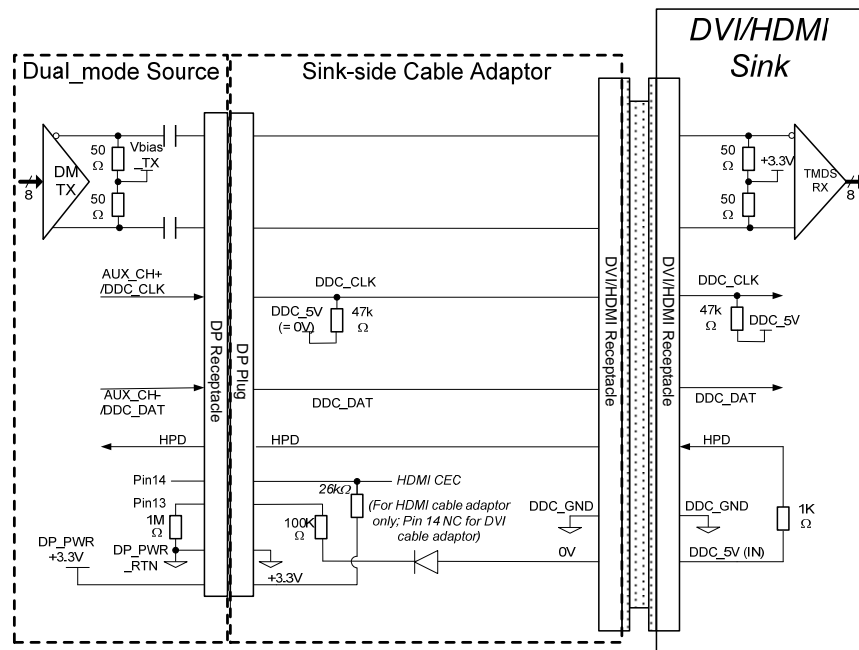 DVI/HDMI
Sink
Dual_mode Source
Sink-side Cable Adaptor
50
Ω
Vbias
_TX
DM
TX
8
50
Ω
50
Ω
+3.3V
TMDS
RX
8
50
Ω
AUX_CH+
/DDC_CLK
DDC_CLK
DDC_5V
(= 0V)
47k
Ω
DDC_CLK
47k
Ω
DDC_5V
DP Receptacle
DP Plug
DVI/HDMI Receptacle
DVI/HDMI Receptacle
AUX_CH-
/DDC_DAT
DDC_DAT
DDC_DAT
HPD
HPD
HPD
Pin14
HDMI CEC
26kΩ
Pin13
(For HDMI cable adaptor
only; Pin 14 NC for DVI
cable adaptor)
1M
Ω
100K
Ω
DDC_GND
DDC_GND
1K
Ω
DP_PWR
+3.3V
DP_PWR
_RTN
+3.3V
0V
DDC_5V (IN)